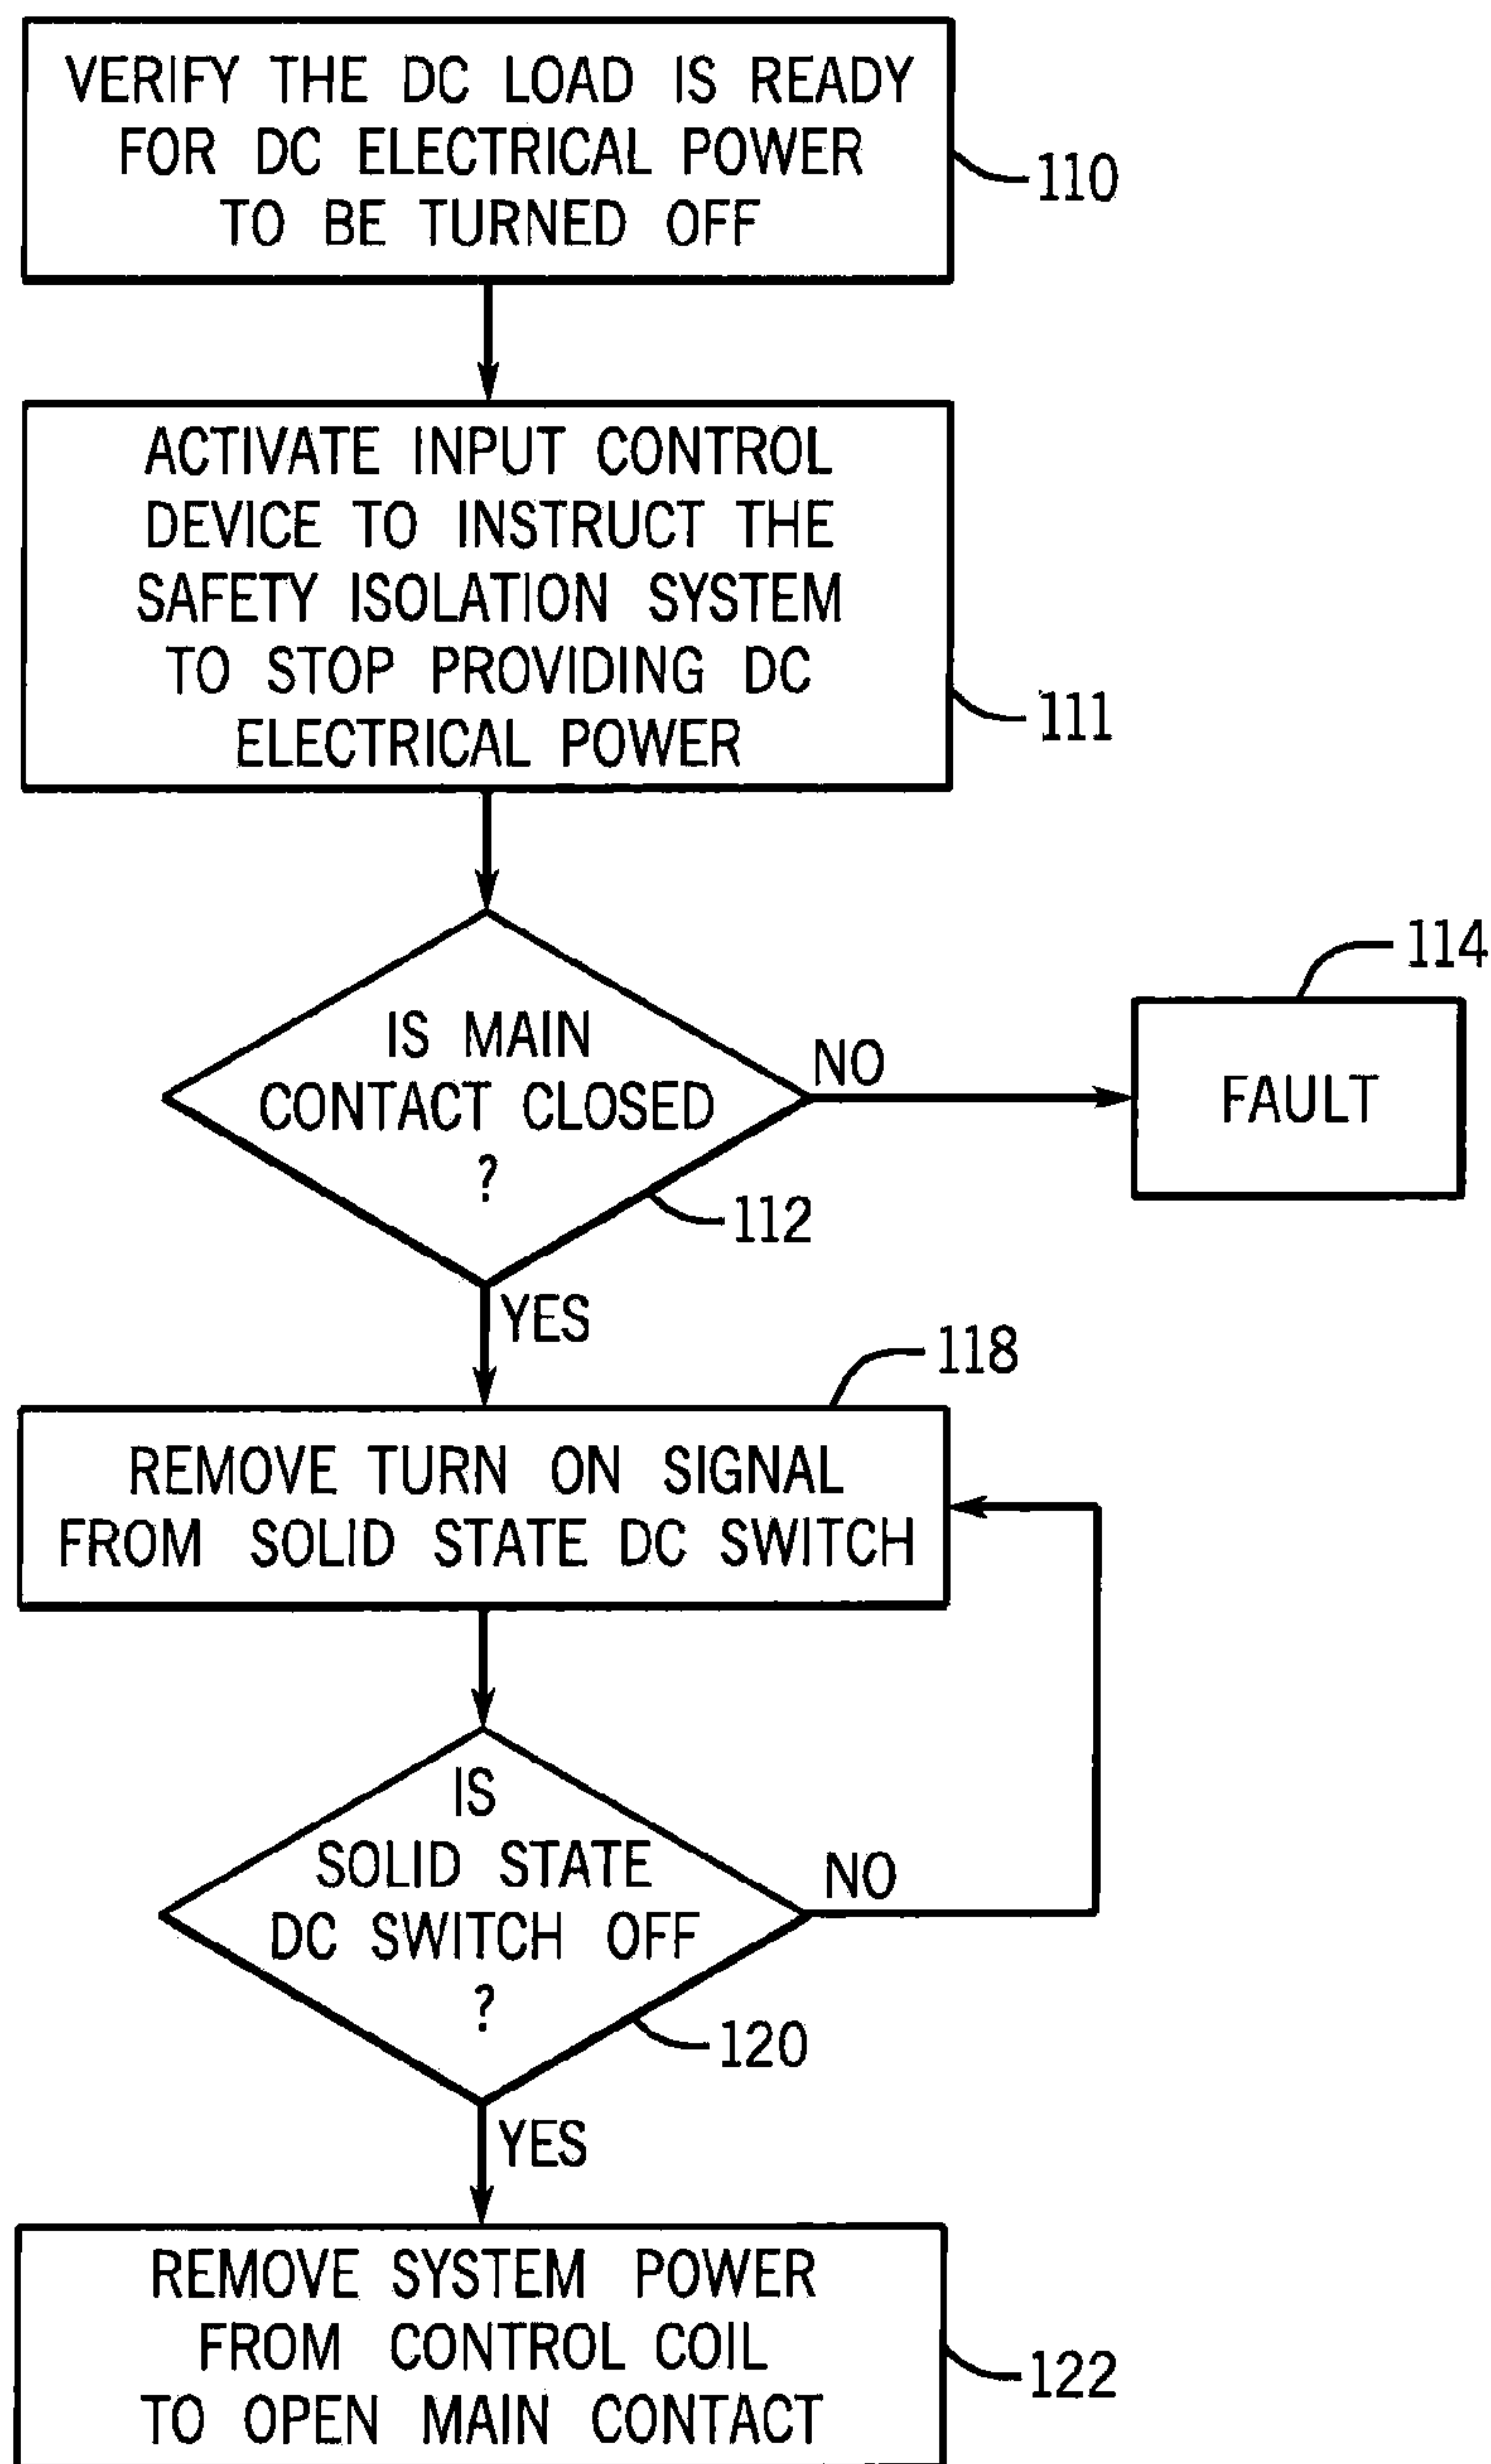 VERIFY THE DC LOAD IS READY
FOR DC ELECTRICAL POWER
TO BE TURNED OFF
110
ACTIVATE INPUT CONTROL
DEVICE TO INSTRUCT THE
SAFETY ISOLATION SYSTEM
TO STOP PROVIDING DC
ELECTRICAL POWER
111
IS MAIN
CONTACT CLOSED
?
112
NO
114
FAULT
YES
118
REMOVE TURN ON SIGNAL
FROM SOLID STATE DC SWITCH
IS
SOLID STATE
DC SWITCH OFF
?
NO
120
YES
REMOVE SYSTEM POWER
FROM CONTROL COIL
TO OPEN MAIN CONTACT
122